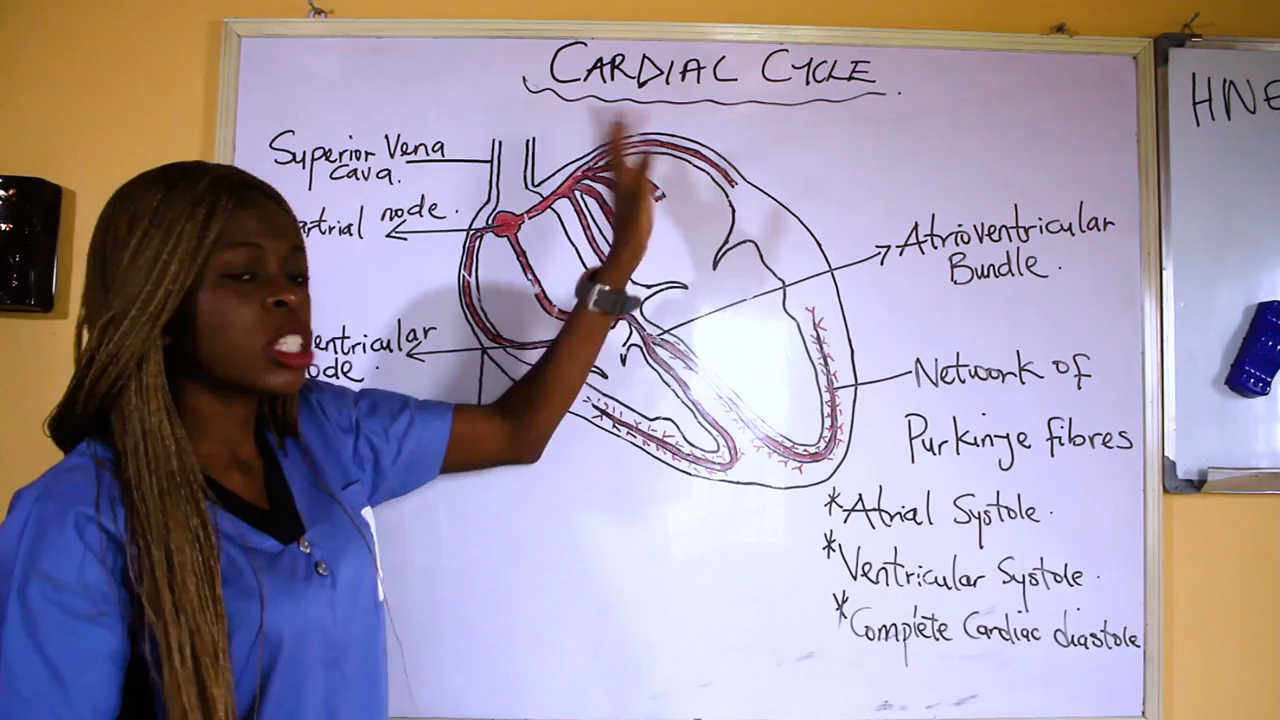 CARDIAC CYCLE
HNE
Superior Vena
cava.
atrial node.
Atrioventricular
Bundle.
entricular
ode.
Network of
Purkinje fibres
*Atrial Systole.
*Ventricular Systole.
*Complete Cardiac diastole